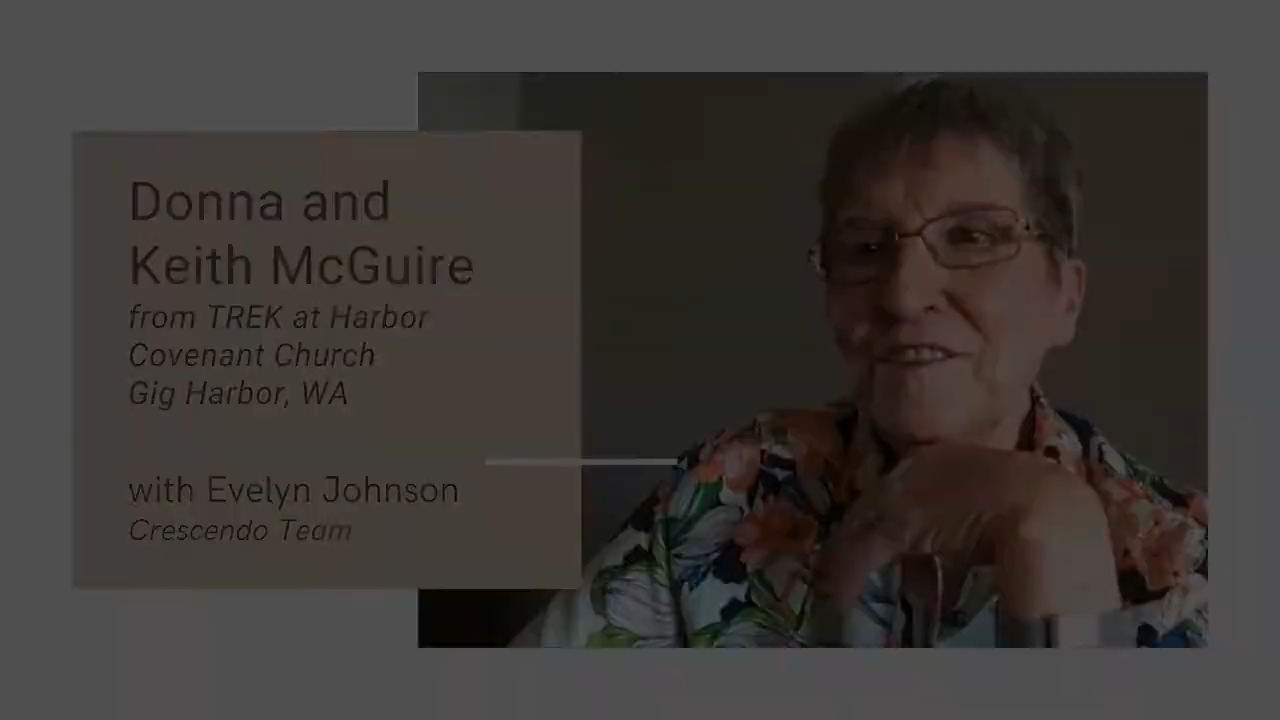 Donna and
Keith McGuire
from TREK at Harbor
Covenant Church
Gig Harbor, WA
with Evelyn Johnson
Crescendo Team